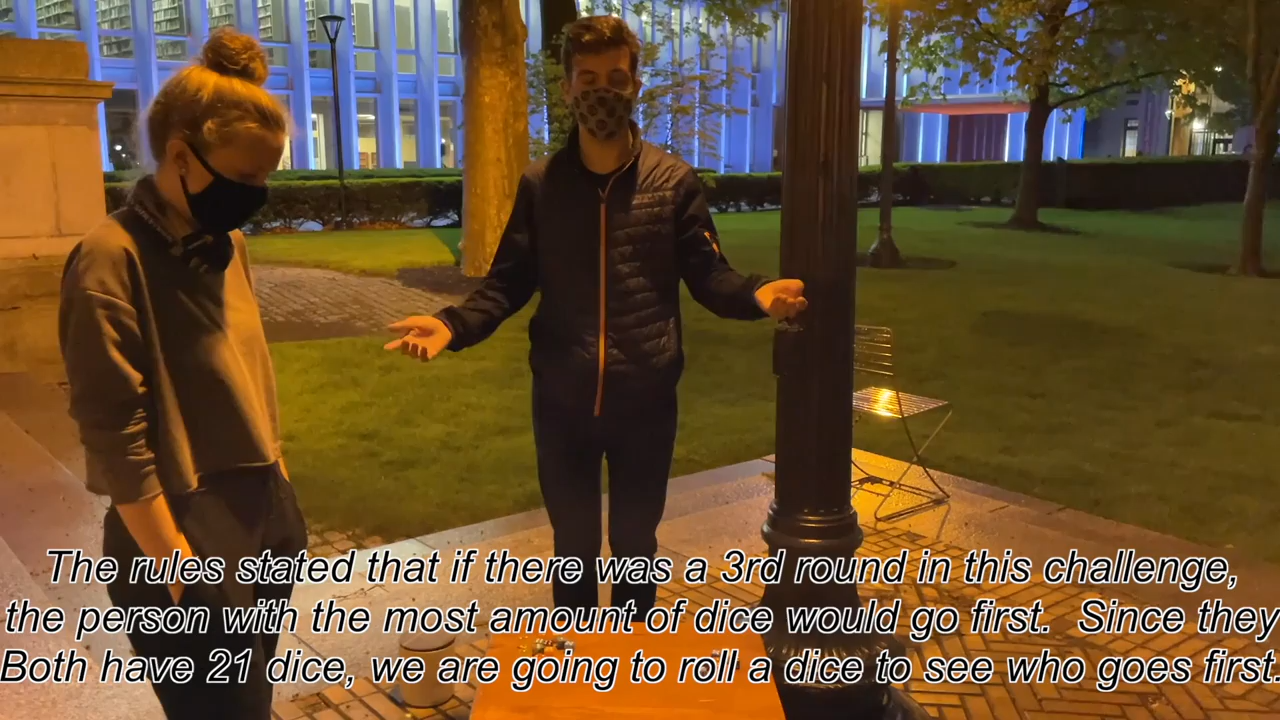 The rules stated that if there was a 3rd round in this challenge,
the person with the most amount of dice would go first.  Since they
Both have 21 dice, we are going to roll a dice to see who goes first.